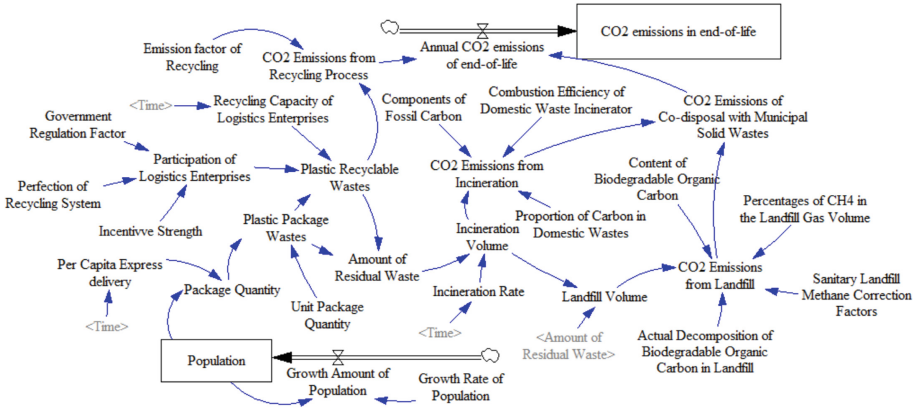 CO2 emissions in end-of-life
Emission factor of
Recycling
CO2 Emissions from
Recycling Process
Annual CO2 emissions
of end-of-life
<Time>
Recycling Capacity of
Logistics Enterprises
Components of
Fossil Carbon
Combustion Efficiency of
Domestic Waste Incinerator
CO2 Emissions of
Co-disposal with Municipal
Solid Wastes
Government
Regulation Factor
Participation of
Logistics Enterprises
Plastic Recyclable
Wastes
CO2 Emissions from
Incineration
Content of
Biodegradable Organic
Carbon
Perfection of
Recycling System
Percentages of CH4 in
the Landfill Gas Volume
Incentivve Strength
Plastic Package
Wastes
Incineration
Volume
Proportion of Carbon in
Domestic Wastes
Per Capita Express
delivery
Package Quantity
Amount of
Residual Waste
CO2 Emissions
from Landfill
Unit Package
Quantity
Incineration Rate
Landfill Volume
Sanitary Landfill
Methane Correction
Factors
<Time>
<Time>
<Amount of
Residual Waste>
Actual Decomposition of
Biodegradable Organic
Carbon in Landfill
Population
Growth Amount of
Population
Growth Rate of
Population